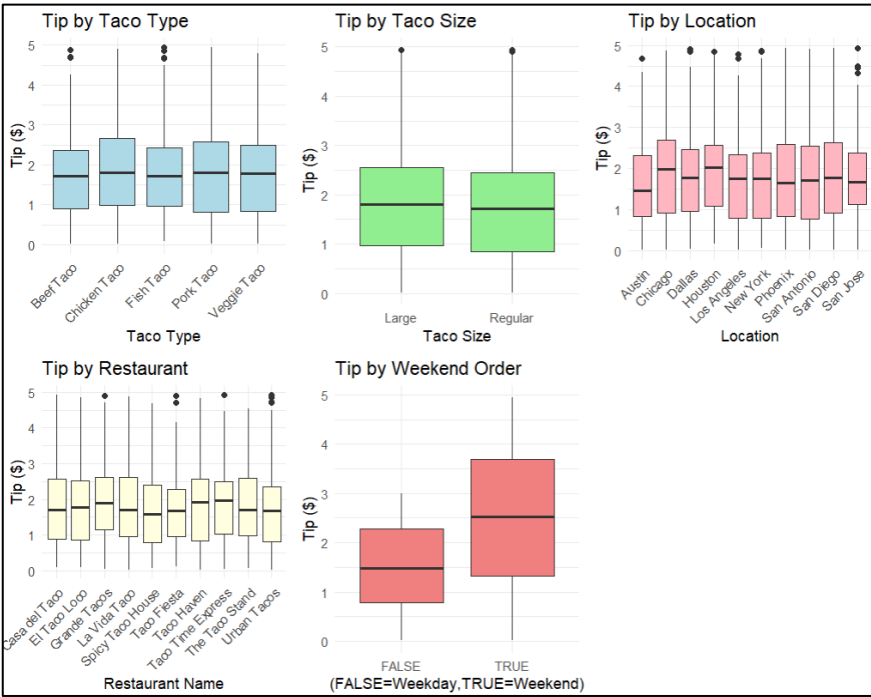 Tip by Taco Type
Tip ($)
5
4
3
2
1
0
Beef Taco
Chicken Taco
Fish Taco
Pork Taco
Veggie Taco
Taco Type
Tip by Taco Size
Tip ($)
5
4
3
2
1
0
Large
Regular
Taco Size
Tip by Location
Tip ($)
5
4
3
2
1
0
Austin
Chicago
Dallas
Houston
Los Angeles
New York
Phoenix
San Antonio
San Diego
San Jose
Location
Tip by Restaurant
Tip ($)
5
4
3
2
1
0
Casa del Taco
El Taco Loco
Grande Tacos
La Vida Taco
Spicy Taco House
Taco Fiesta
Taco Haven
Taco Time Express
The Taco Stand
Urban Tacos
Restaurant Name
Tip by Weekend Order
Tip ($)
5
4
3
2
1
0
FALSE
TRUE
(FALSE=Weekday,TRUE=Weekend)